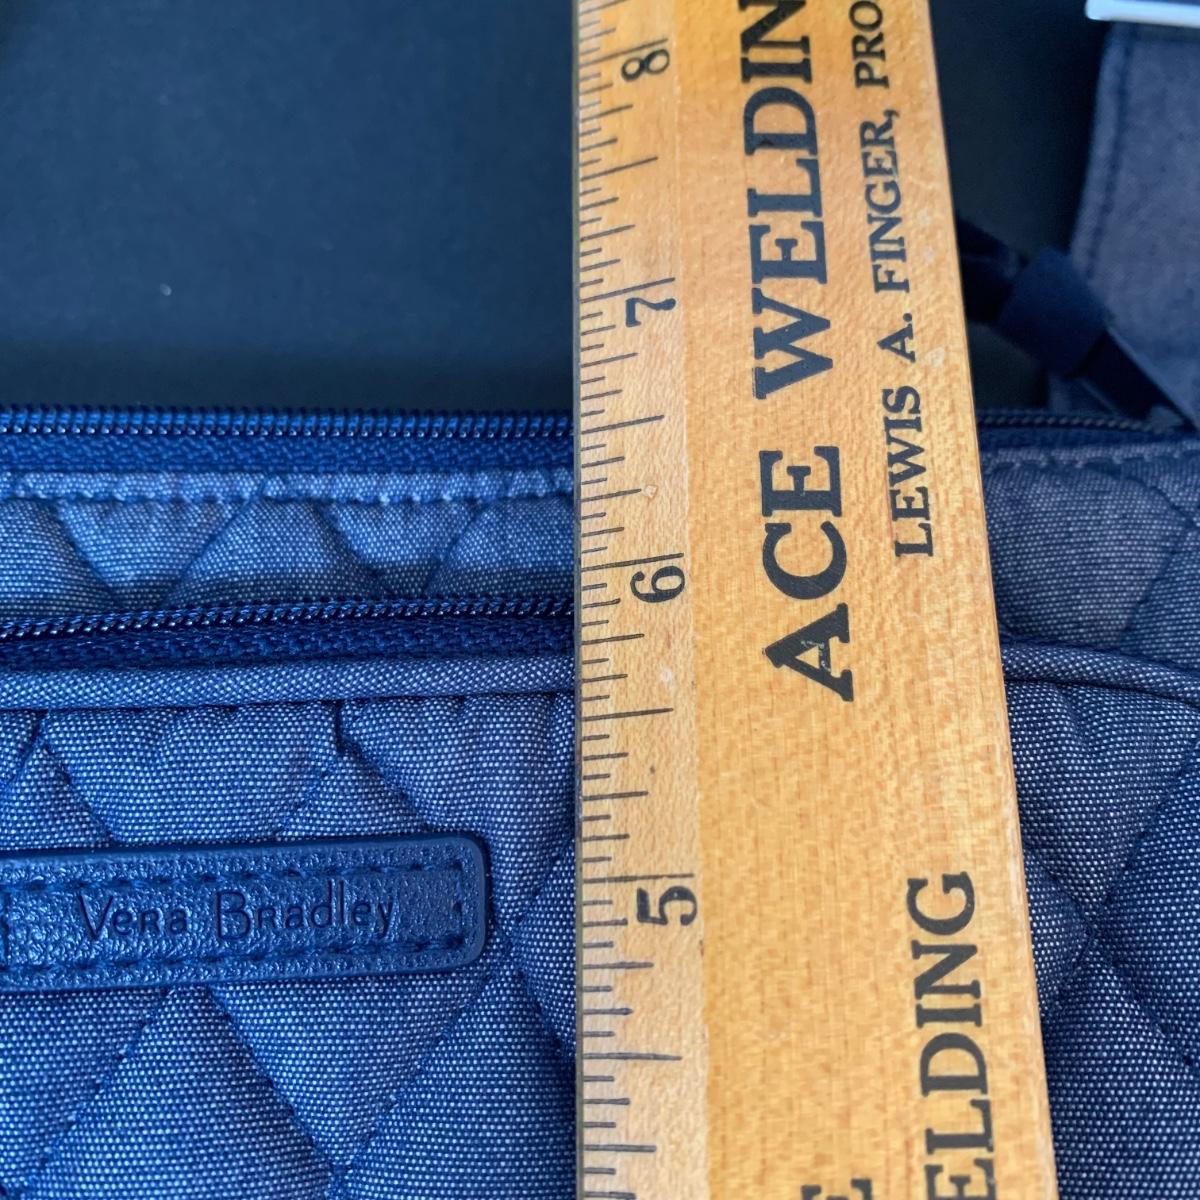 8
7
6
5
ACE WELDIN
LEWIS A. FINGER, PRO
ELDING
Vera Bradley